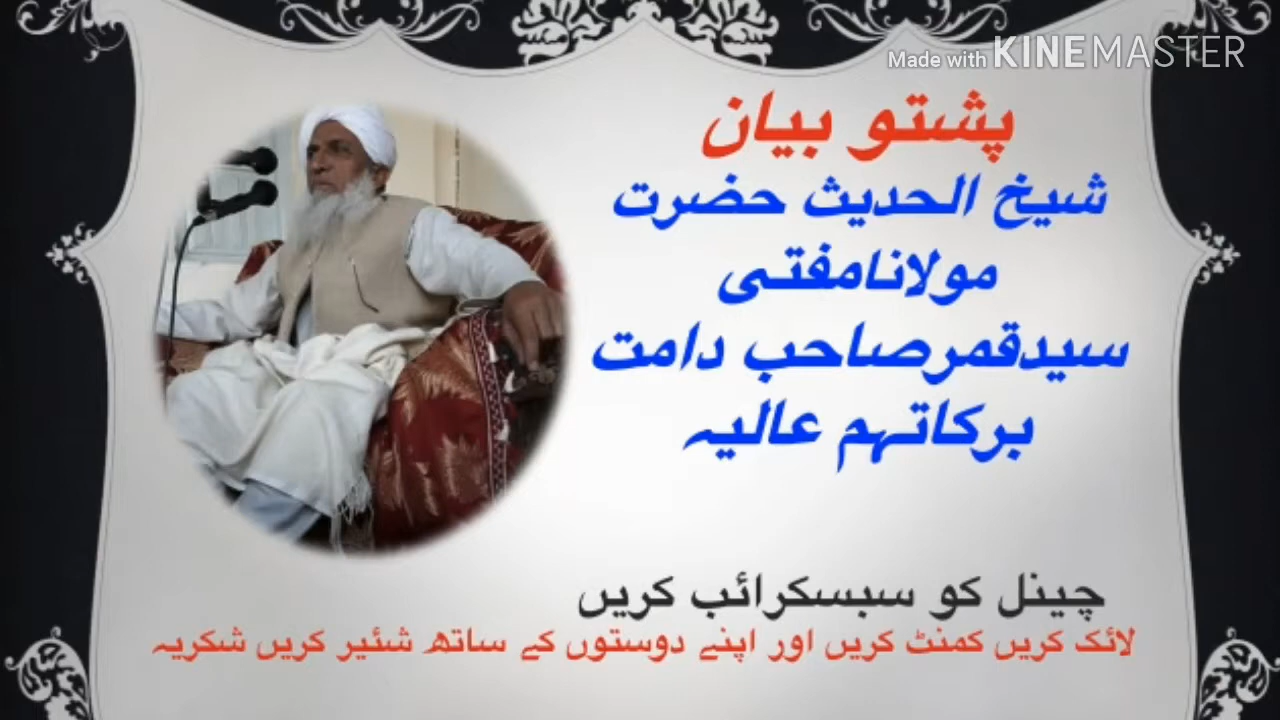 Made with KINEMASTER
پشتو بیان
شیخ الحدیث حضرت
مولانامفتی
سیدقمرصاحب دامت
برکاتہم عالیہ
چینل کو سبسکرائب کریں
لائک کریں کمنٹ کریں اور اپنے دوستوں کے ساتھ شئیر کریں شکریہ